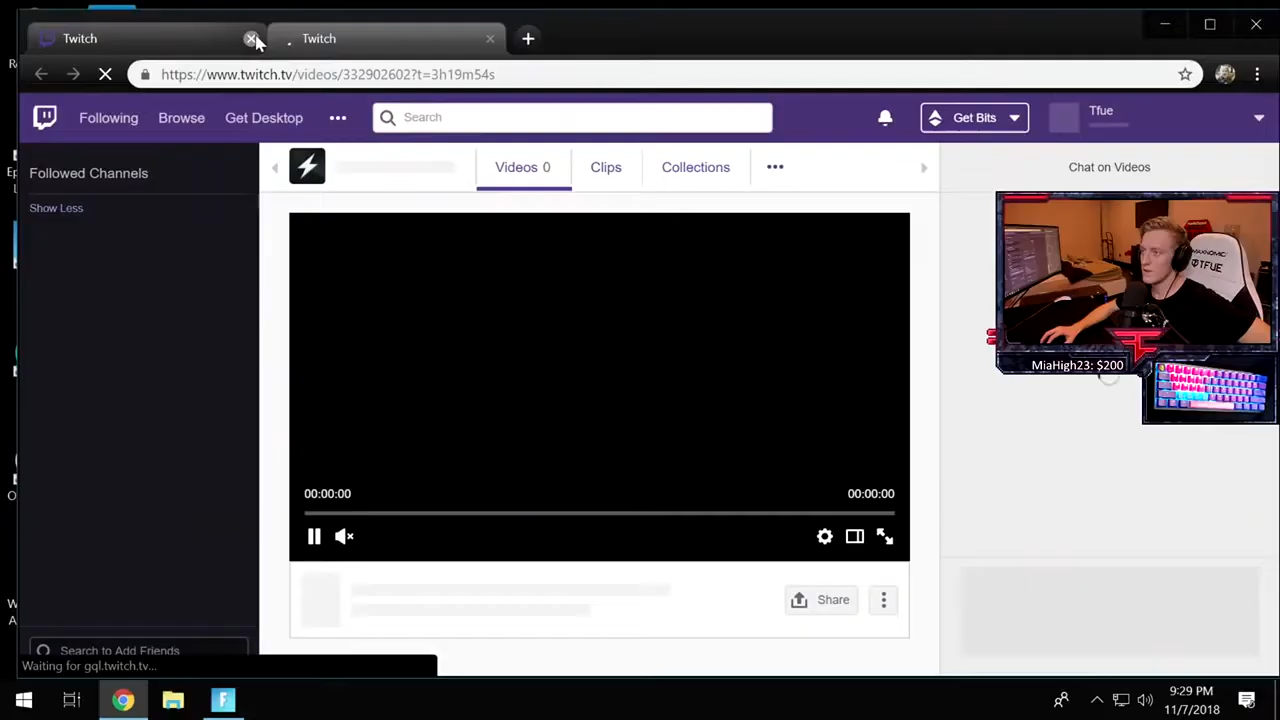 Twitch
Twitch
https://www.twitch.tv/videos/332902602?t=3h19m54s
Following
Browse
Get Desktop
Search
Get Bits
Tfue
Followed Channels
Show Less
Videos 0
Clips
Collections
Chat on Videos
MAXNOMIC
TFUE
MiaHigh23: $200
00:00:00
00:00:00
Share
Search to Add Friends
Waiting for gql.twitch.tv...
9:29 PM
11/7/2018